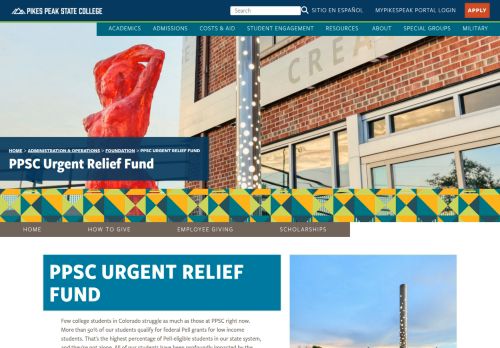 PIKES PEAK STATE COLLEGE
Search
SITIO EN ESPAÑOL
MYPIKESPEAK PORTAL LOGIN
APPLY
ACADEMICS
ADMISSIONS
COSTS & AID
STUDENT ENGAGEMENT
RESOURCES
ABOUT
SPECIAL GROUPS
MILITARY
CREA
HOME > ADMINISTRATION & OPERATIONS > FOUNDATION > PPSC URGENT RELIEF FUND
PPSC Urgent Relief Fund
HOME
HOW TO GIVE
EMPLOYEE GIVING
SCHOLARSHIPS
PPSC URGENT RELIEF
FUND
Few college students in Colorado struggle as much as those at PPSC right now.
More than 50% of our students qualify for federal Pell grants for low income
students. That's the highest percentage of Pell-eligible students in our state system,
and they're not alone. All of our students have been profoundly impacted by the